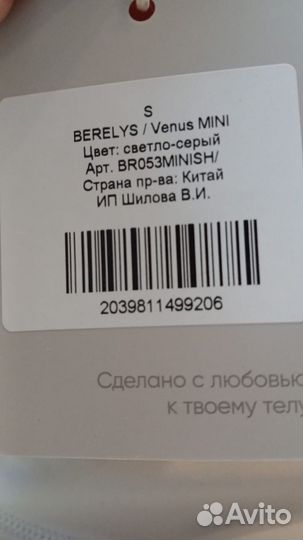 S
BERELYS / Venus MINI
Цвет: светло-серый
Арт. BR053MINISH/
Страна пр-ва: Китай
ИП Шилова В.И.
2039811499206
Сделано с любовью
к твоему телу
Avito